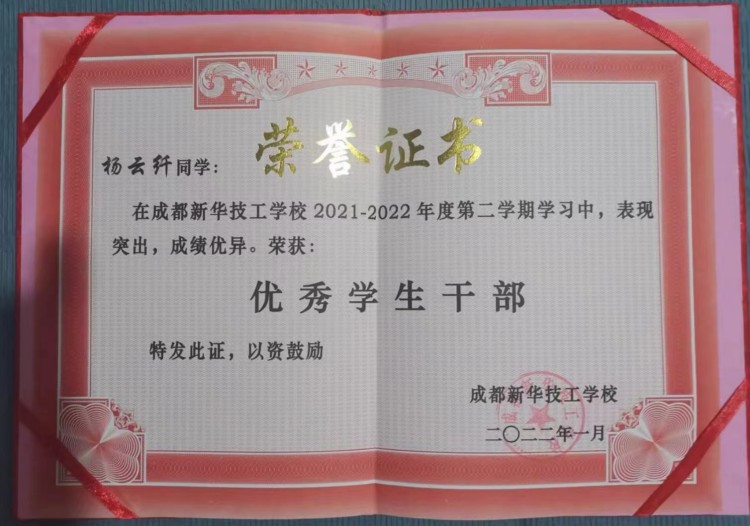 荣誉证书
杨云纤同学：
在成都新华技工学校 2021-2022 年度第二学期学习中，表现
突出，成绩优异。荣获：
优秀学生干部
特发此证，以资鼓励
成都新华技工学校
二〇二二年一月